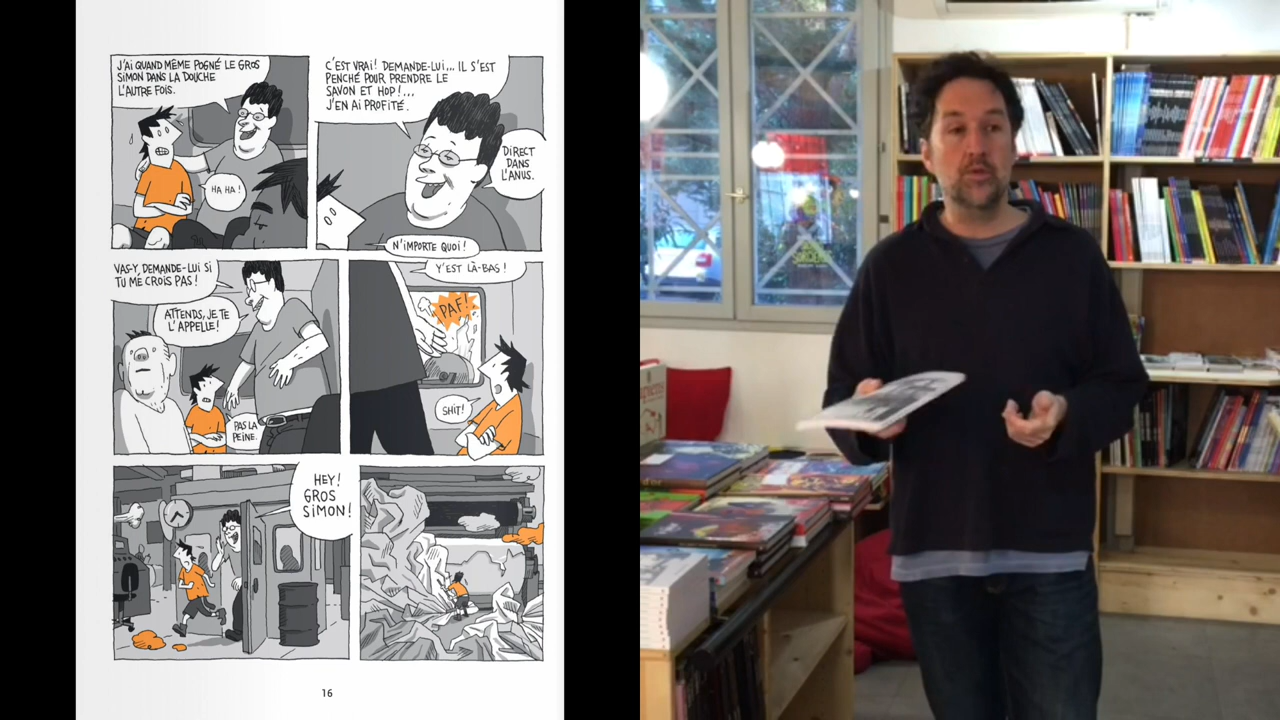 J'AI QUAND MÊME POGNÉ LE GROS
SIMON DANS LA DOUCHE
L'AUTRE FOIS.
HA HA !
C'EST VRAI! DEMANDE-LUI... IL S'EST
PENCHÉ POUR PRENDRE LE
SAVON ET HOP!...
J'EN AI PROFITÉ.
DIRECT
DANS
L'ANUS.
N'IMPORTE QUOI!
VAS-Y, DEMANDE-LUI SI
TU ME CROIS PAS!
ATTENDS, JE TE
L'APPELLE!
PAS LA
PEINE.
Y'EST LÀ-BAS!
PAF!
SHIT!
HEY!
GROS
SIMON!
16